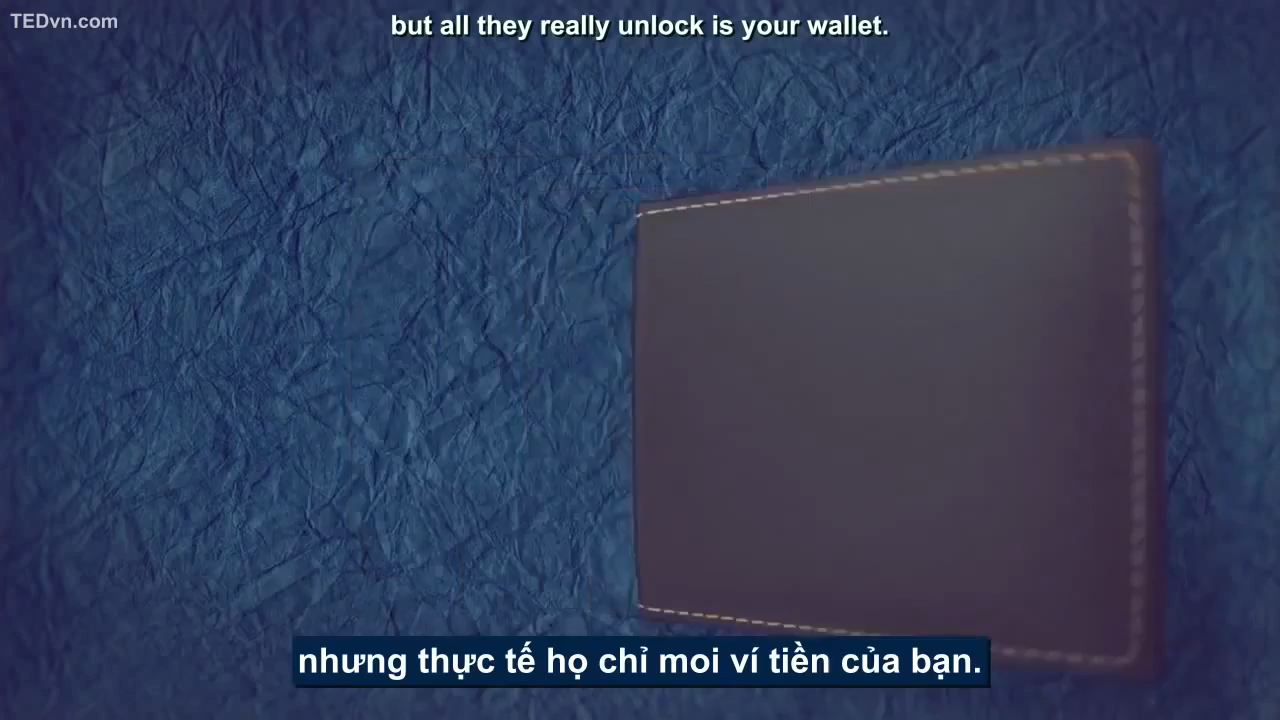 TEDvn.com
but all they really unlock is your wallet.
nhưng thực tế họ chỉ moi ví tiền của bạn.